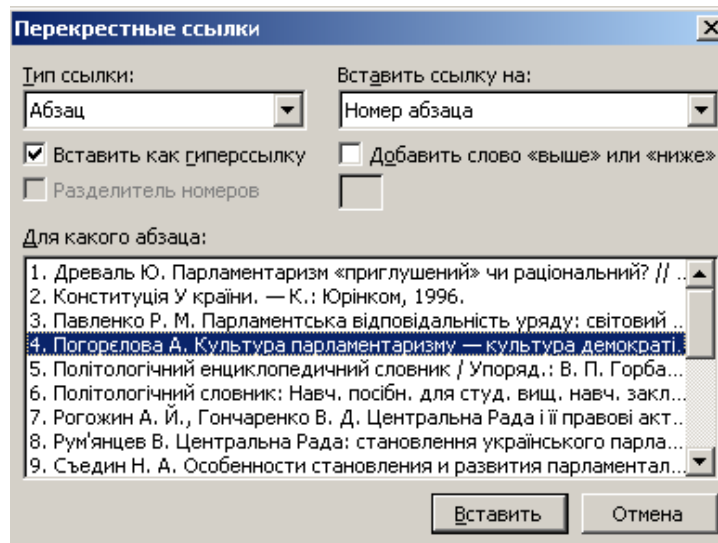 Перекрестные ссылки
Тип ссылки: Вставить ссылку на:
Абзац Номер абзаца
Вставить как гиперссылку Добавить слово «выше» или «ниже»
Разделитель номеров
Для какого абзаца:
1. Древаль Ю. Парламентаризм «приглушений» чи раціональний? // ...
2. Конституція У країни. — К.: Юрінком, 1996.
3. Павленко Р. М. Парламентська відповідальність уряду: світовий ...
4. Погорєлова А. Культура парламентаризму — культура демократі.
5. Політологічний енциклопедичний словник / Упоряд.: В. П. Горба...
6. Політологічний словник: Навч. посібн. для студ. вищ. навч. закл...
7. Рогожин А. Й., Гончаренко В. Д. Центральна Рада і її правові акт...
8. Рум'янцев В. Центральна Рада: становлення українського парла...
9. Съедин Н. А. Особенности становления и развития парламентал...
Вставить Отмена